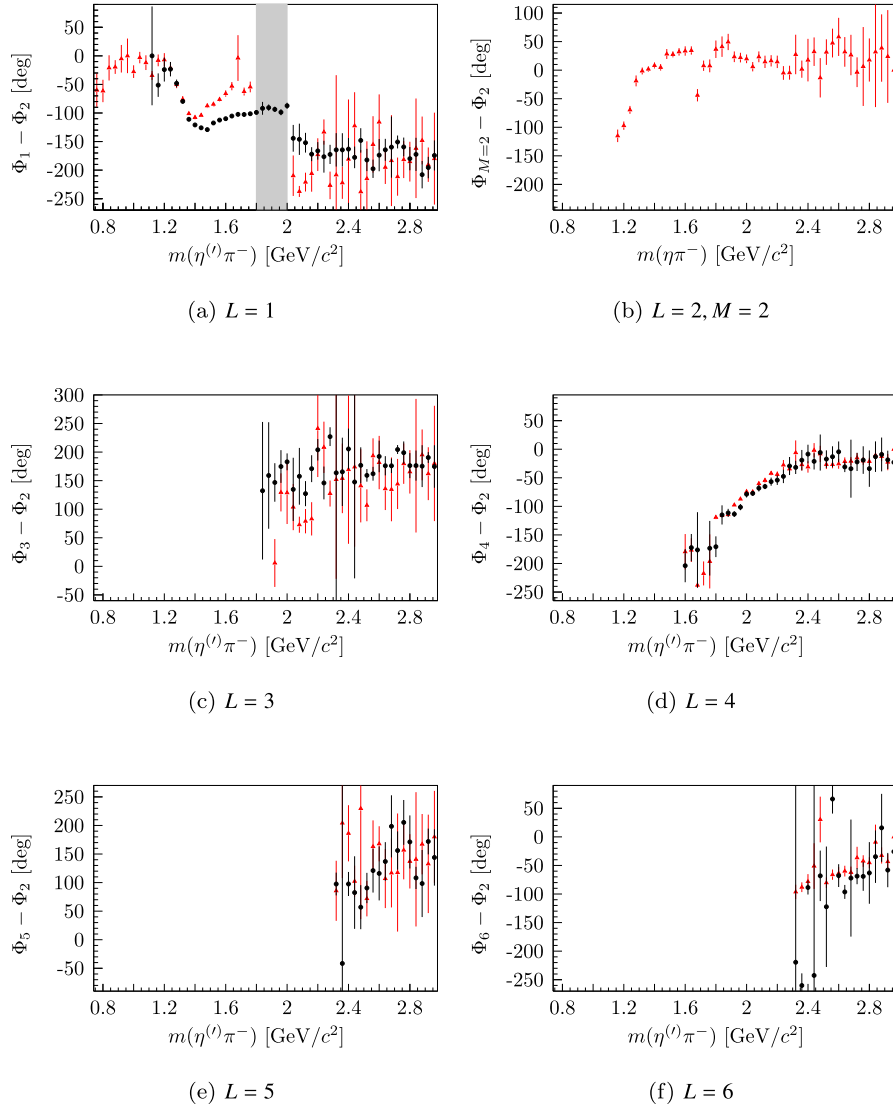 50
0
-50
-100
-150
-200
-250
Φ₁ − Φ₂ [deg]
0.8 1.2 1.6 2 2.4 2.8
m(η⁽′⁾π⁻) [GeV/c²]
(a) L = 1
100
50
0
-50
-100
-150
-200
Φ_{M=2} − Φ₂ [deg]
0.8 1.2 1.6 2 2.4 2.8
m(ηπ⁻) [GeV/c²]
(b) L = 2, M = 2
300
250
200
150
100
50
0
-50
Φ₃ − Φ₂ [deg]
0.8 1.2 1.6 2 2.4 2.8
m(η⁽′⁾π⁻) [GeV/c²]
(c) L = 3
50
0
-50
-100
-150
-200
-250
Φ₄ − Φ₂ [deg]
0.8 1.2 1.6 2 2.4 2.8
m(η⁽′⁾π⁻) [GeV/c²]
(d) L = 4
250
200
150
100
50
0
-50
Φ₅ − Φ₂ [deg]
0.8 1.2 1.6 2 2.4 2.8
m(η⁽′⁾π⁻) [GeV/c²]
(e) L = 5
50
0
-50
-100
-150
-200
-250
Φ₆ − Φ₂ [deg]
0.8 1.2 1.6 2 2.4 2.8
m(η⁽′⁾π⁻) [GeV/c²]
(f) L = 6